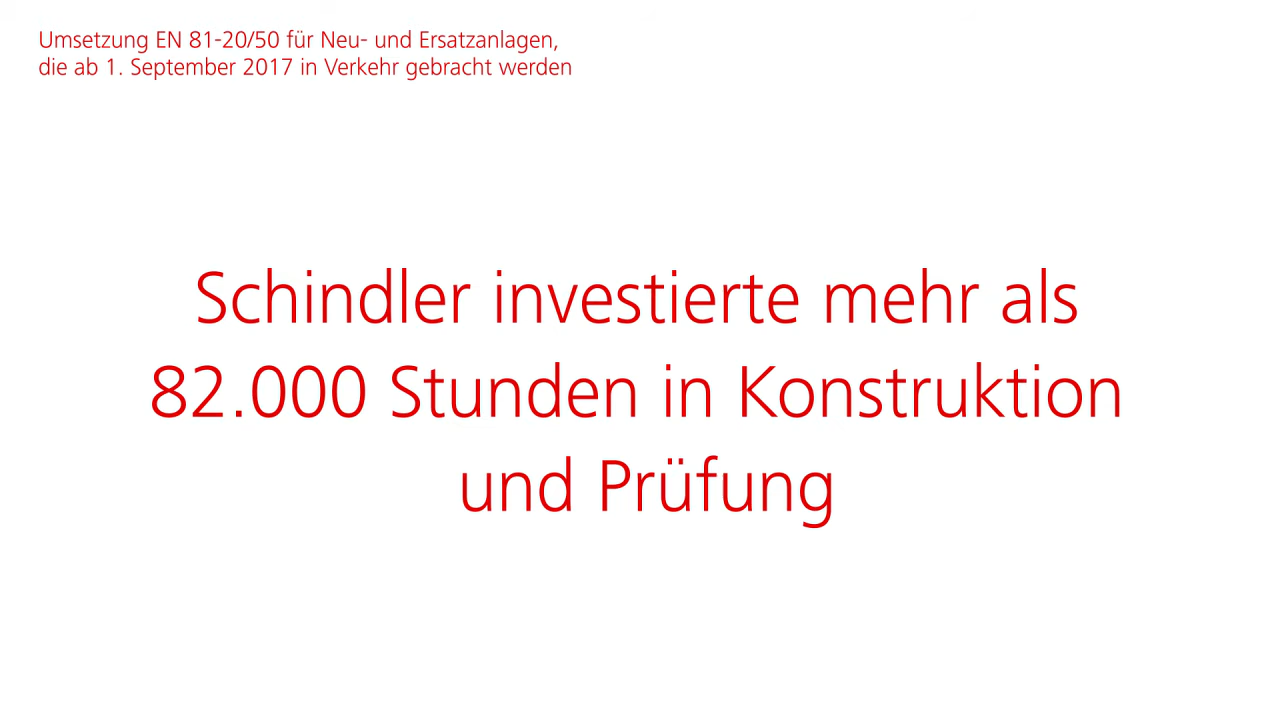 Umsetzung EN 81-20/50 für Neu- und Ersatzanlagen,
die ab 1. September 2017 in Verkehr gebracht werden
Schindler investierte mehr als
82.000 Stunden in Konstruktion
und Prüfung